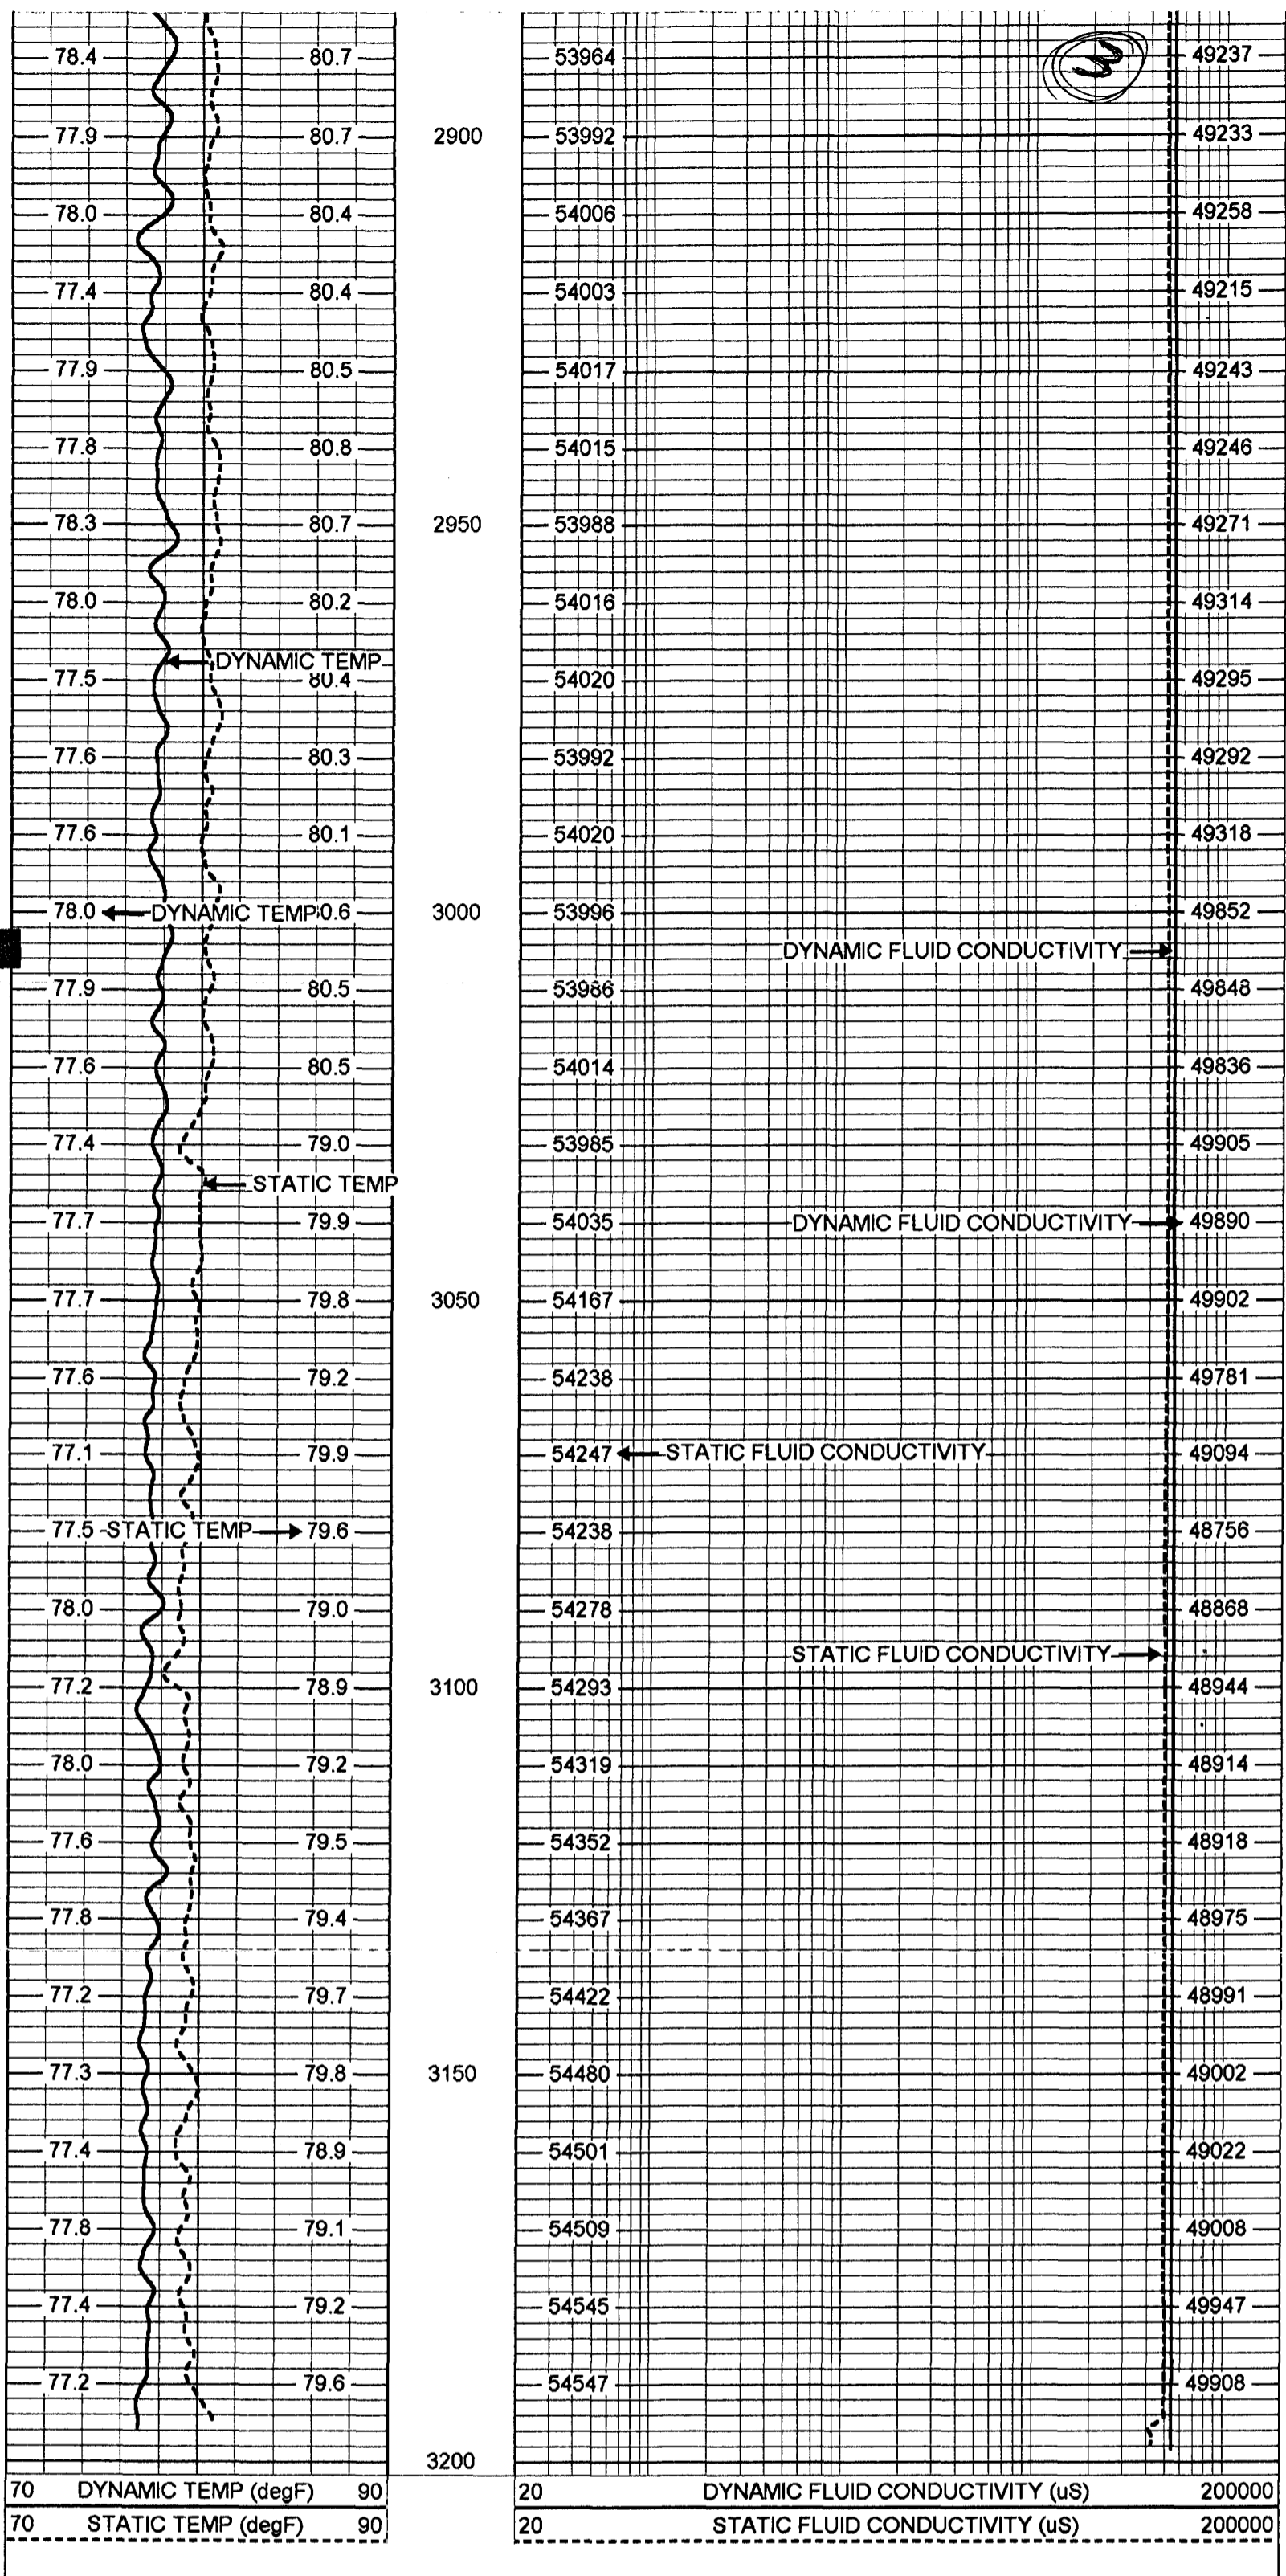 78.4 80.7 53964 49237
77.9 80.7 2900 53992 49233
78.0 80.4 54006 49258
77.4 80.4 54003 49215
77.9 80.5 54017 49243
77.8 80.8 54015 49246
78.3 80.7 2950 53988 49271
78.0 80.2 54016 49314
DYNAMIC TEMP
77.5 80.4 54020 49295
77.6 80.3 53992 49292
77.6 80.1 54020 49318
78.0 DYNAMIC TEMP 0.6 3000 53996 49852
DYNAMIC FLUID CONDUCTIVITY
77.9 80.5 53986 49848
77.6 80.5 54014 49836
77.4 79.0 53985 49905
STATIC TEMP
77.7 79.9 54035 DYNAMIC FLUID CONDUCTIVITY 49890
77.7 79.8 3050 54167 49902
77.6 79.2 54238 49781
77.1 79.9 54247 STATIC FLUID CONDUCTIVITY 49094
77.5 STATIC TEMP 79.6 54238 48756
78.0 79.0 54278 48868
STATIC FLUID CONDUCTIVITY
77.2 78.9 3100 54293 48944
78.0 79.2 54319 48914
77.6 79.5 54352 48918
77.8 79.4 54367 48975
77.2 79.7 54422 48991
77.3 79.8 3150 54480 49002
77.4 78.9 54501 49022
77.8 79.1 54509 49008
77.4 79.2 54545 49947
77.2 79.6 54547 49908
3200
70 DYNAMIC TEMP (degF) 90 20 DYNAMIC FLUID CONDUCTIVITY (uS) 200000
70 STATIC TEMP (degF) 90 20 STATIC FLUID CONDUCTIVITY (uS) 200000